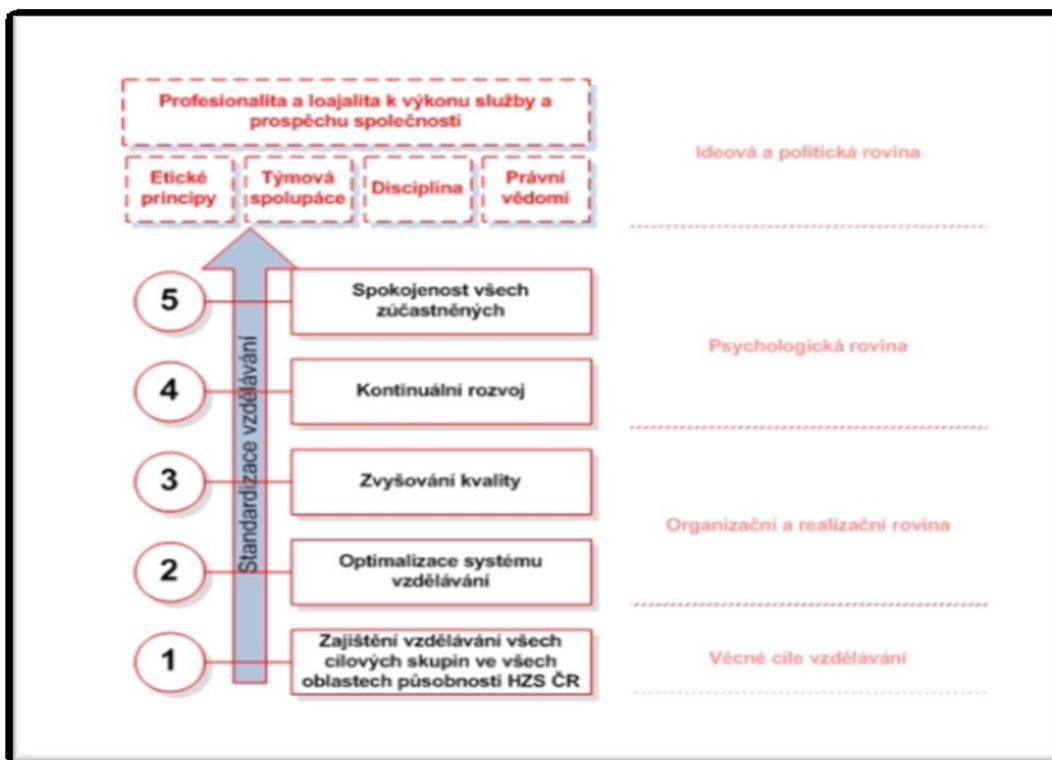 Profesionalita a loajalita k výkonu služby a
prospěchu společnosti
Ideová a politická rovina
Etické
principy
Týmová
spolupáce
Disciplína
Právní
vědomí
5
Spokojenost všech
zúčastněných
Psychologická rovina
4
Kontinuální rozvoj
Standardizace vzdělávání
3
Zvyšování kvality
Organizační a realizační rovina
2
Optimalizace systému
vzdělávání
1
Zajištění vzdělávání všech
cílových skupin ve všech
oblastech působnosti HZS ČR
Věcné cíle vzdělávání